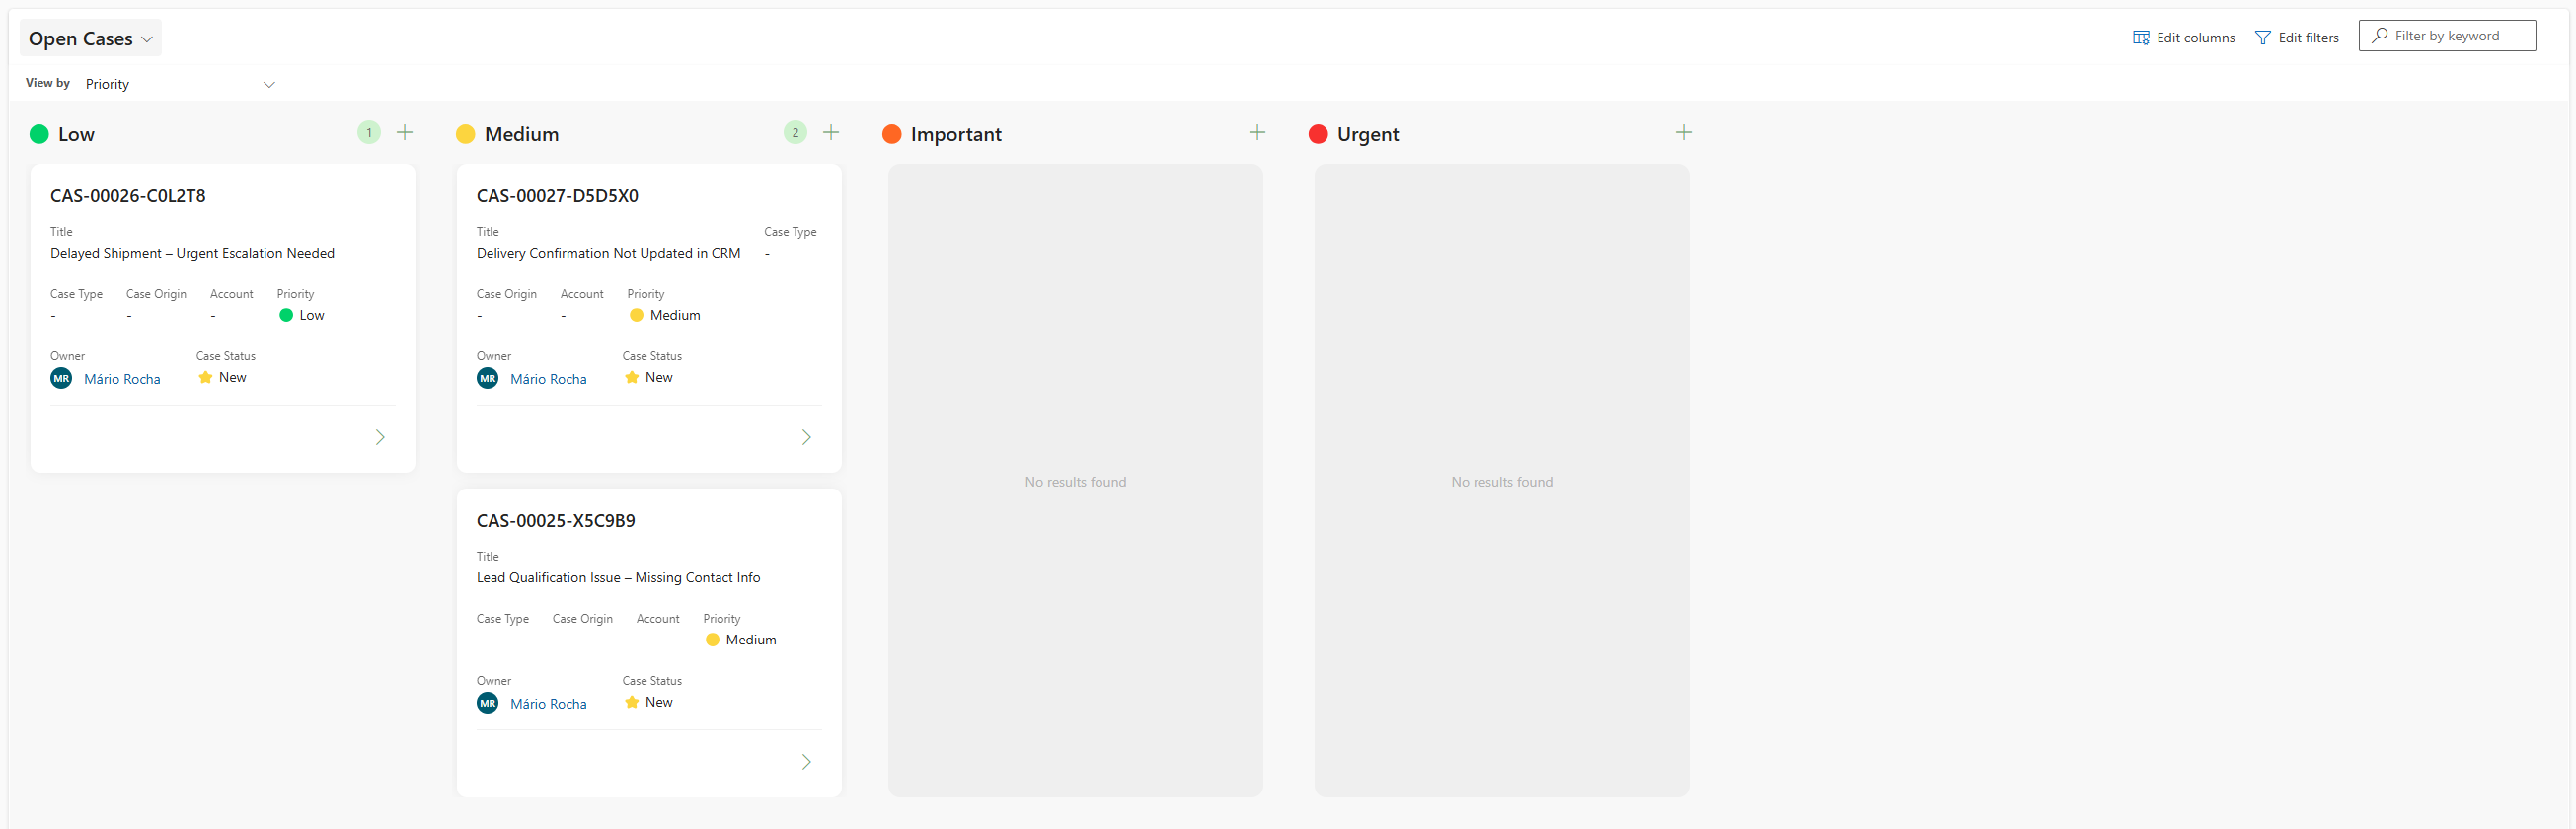 Open Cases
Edit columns
Edit filters
Filter by keyword
View by Priority
Low 1
CAS-00026-C0L2T8
Title
Delayed Shipment – Urgent Escalation Needed
Case Type Case Origin Account Priority
- - - Low
Owner Case Status
MR Mário Rocha New
Medium 2
CAS-00027-D5D5X0
Title Case Type
Delivery Confirmation Not Updated in CRM -
Case Origin Account Priority
- - Medium
Owner Case Status
MR Mário Rocha New
CAS-00025-X5C9B9
Title
Lead Qualification Issue – Missing Contact Info
Case Type Case Origin Account Priority
- - - Medium
Owner Case Status
MR Mário Rocha New
Important
No results found
Urgent
No results found